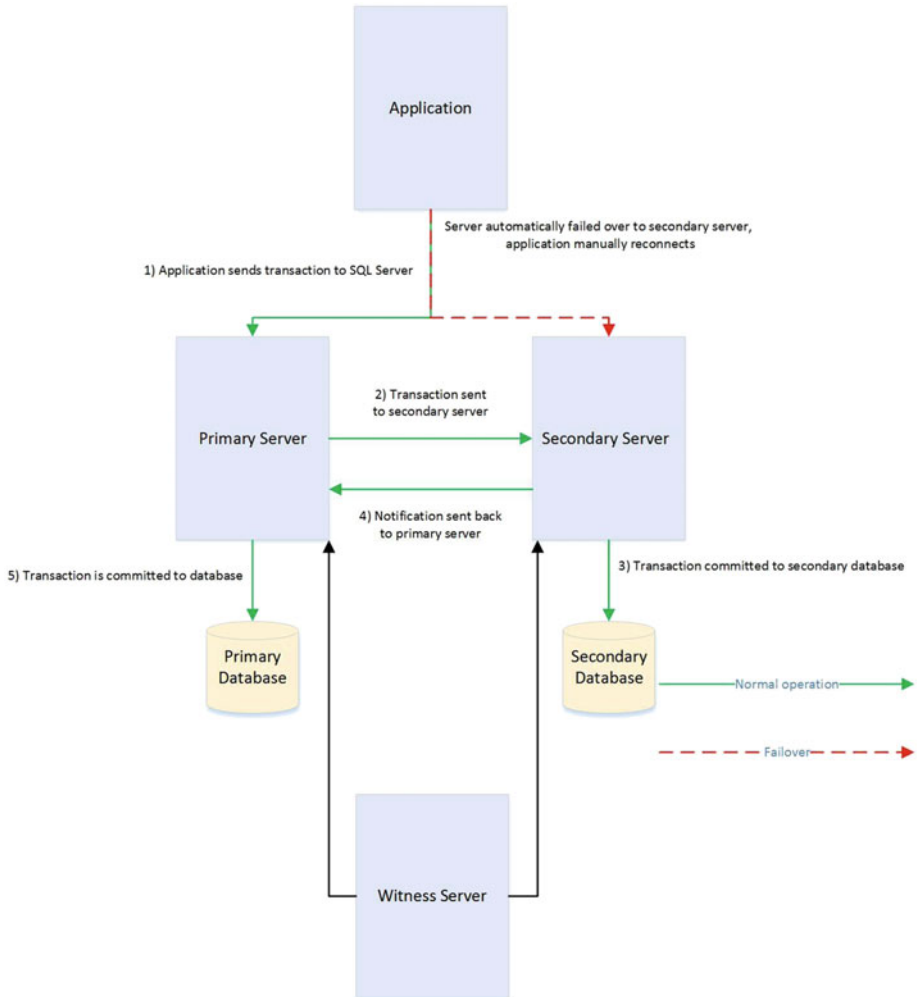 Application
Server automatically failed over to secondary server,
application manually reconnects
1) Application sends transaction to SQL Server
2) Transaction sent
to secondary server
Primary Server
Secondary Server
4) Notification sent back
to primary server
5) Transaction is committed to database
3) Transaction committed to secondary database
Primary
Database
Secondary
Database
Normal operation
Failover
Witness Server